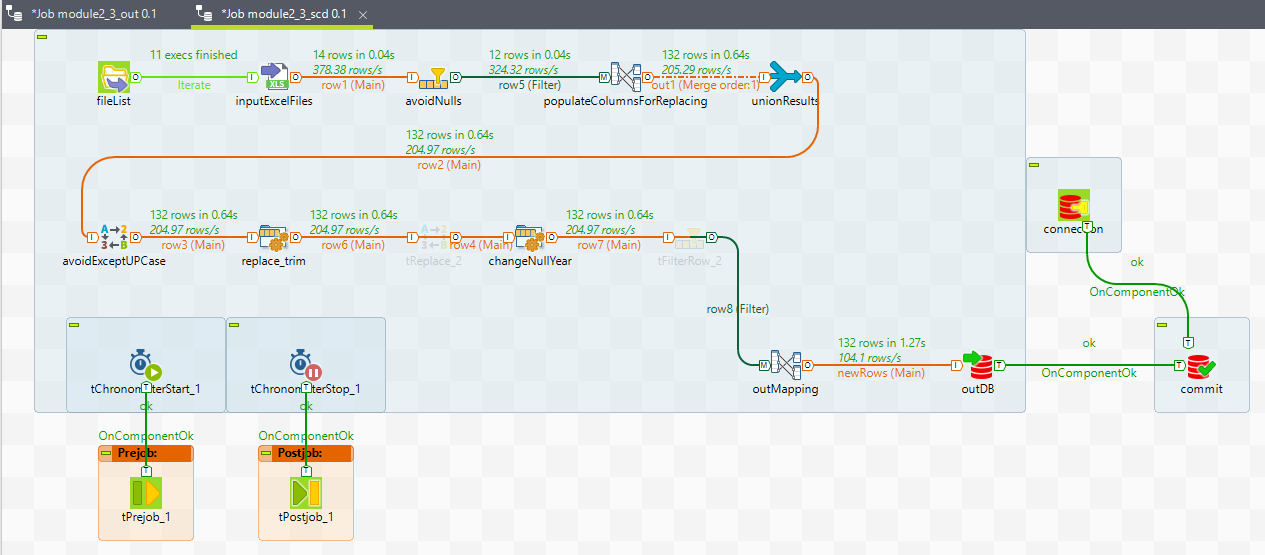 *Job module2_3_out 0.1
*Job module2_3_scd 0.1
11 execs finished
Iterate
14 rows in 0.04s
378.38 rows/s
row1 (Main)
12 rows in 0.04s
324.32 rows/s
row5 (Filter)
132 rows in 0.64s
205.29 rows/s
out1 (Merge order:1)
fileList
inputExcelFiles
XLS
avoidNulls
populateColumnsForReplacing
unionResults
132 rows in 0.64s
204.97 rows/s
row2 (Main)
132 rows in 0.64s
204.97 rows/s
row3 (Main)
132 rows in 0.64s
204.97 rows/s
row6 (Main)
row4 (Main)
132 rows in 0.64s
204.97 rows/s
row7 (Main)
avoidExceptUPCase
replace_trim
tReplace_2
changeNullYear
tFilterRow_2
connection
ok
OnComponentOk
row8 (Filter)
tChronometerStart_1
tChronometerStop_1
132 rows in 1.27s
104.1 rows/s
newRows (Main)
ok
OnComponentOk
outMapping
outDB
commit
ok
ok
OnComponentOk
OnComponentOk
Prejob:
Postjob:
tPrejob_1
tPostjob_1